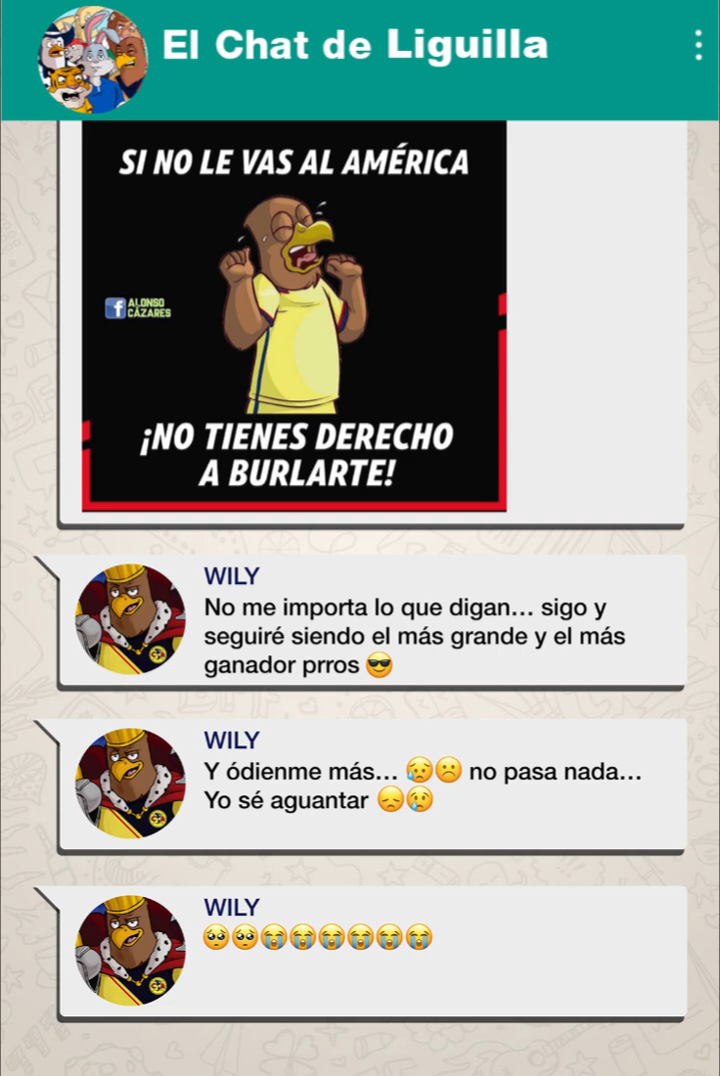 El Chat de Liguilla
SI NO LE VAS AL AMÉRICA
f ALONSO
CÁZARES
¡NO TIENES DERECHO
A BURLARTE!
WILY
No me importa lo que digan... sigo y
seguiré siendo el más grande y el más
ganador prros 😎
WILY
Y ódienme más... 😥☹️ no pasa nada...
Yo sé aguantar 😞😢
WILY
🥺🥺😭😭😭😭😭😭